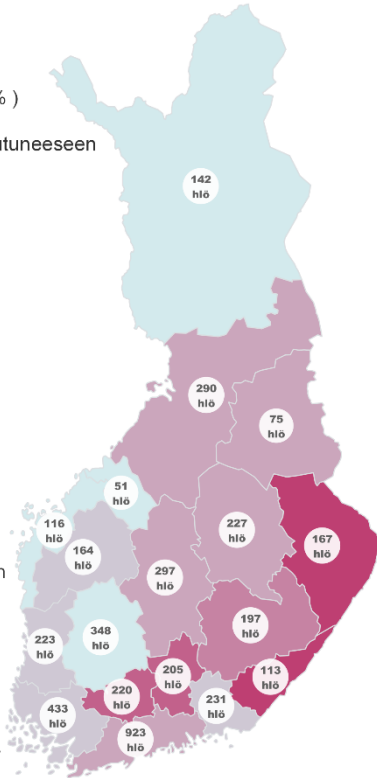 % )
utuneeseen
142
hlö
290
hlö
75
hlö
51
hlö
116
hlö
164
hlö
227
hlö
167
hlö
297
hlö
197
hlö
223
hlö
348
hlö
205
hlö
113
hlö
220
hlö
231
hlö
433
hlö
923
hlö
n